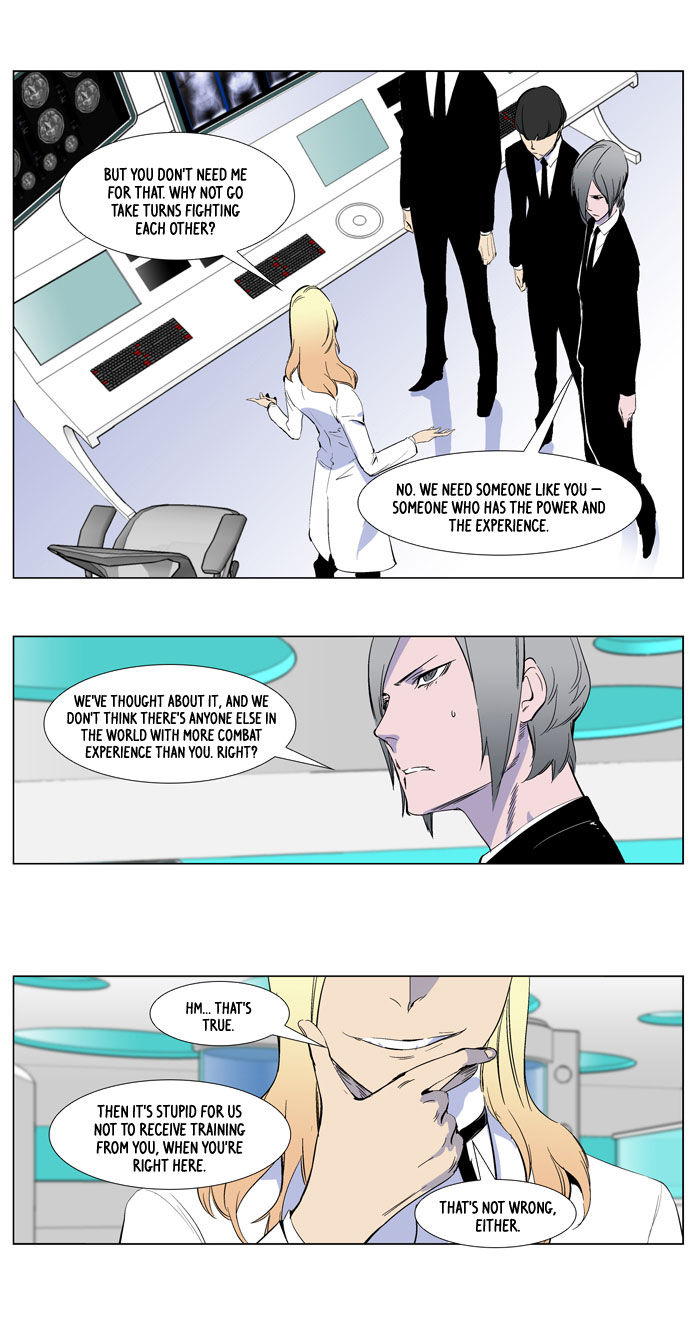 BUT YOU DON'T NEED ME
FOR THAT. WHY NOT GO
TAKE TURNS FIGHTING
EACH OTHER?
NO. WE NEED SOMEONE LIKE YOU –
SOMEONE WHO HAS THE POWER AND
THE EXPERIENCE.
WE'VE THOUGHT ABOUT IT, AND WE
DON'T THINK THERE'S ANYONE ELSE IN
THE WORLD WITH MORE COMBAT
EXPERIENCE THAN YOU. RIGHT?
HM... THAT'S
TRUE.
THEN IT'S STUPID FOR US
NOT TO RECEIVE TRAINING
FROM YOU, WHEN YOU'RE
RIGHT HERE.
THAT'S NOT WRONG,
EITHER.